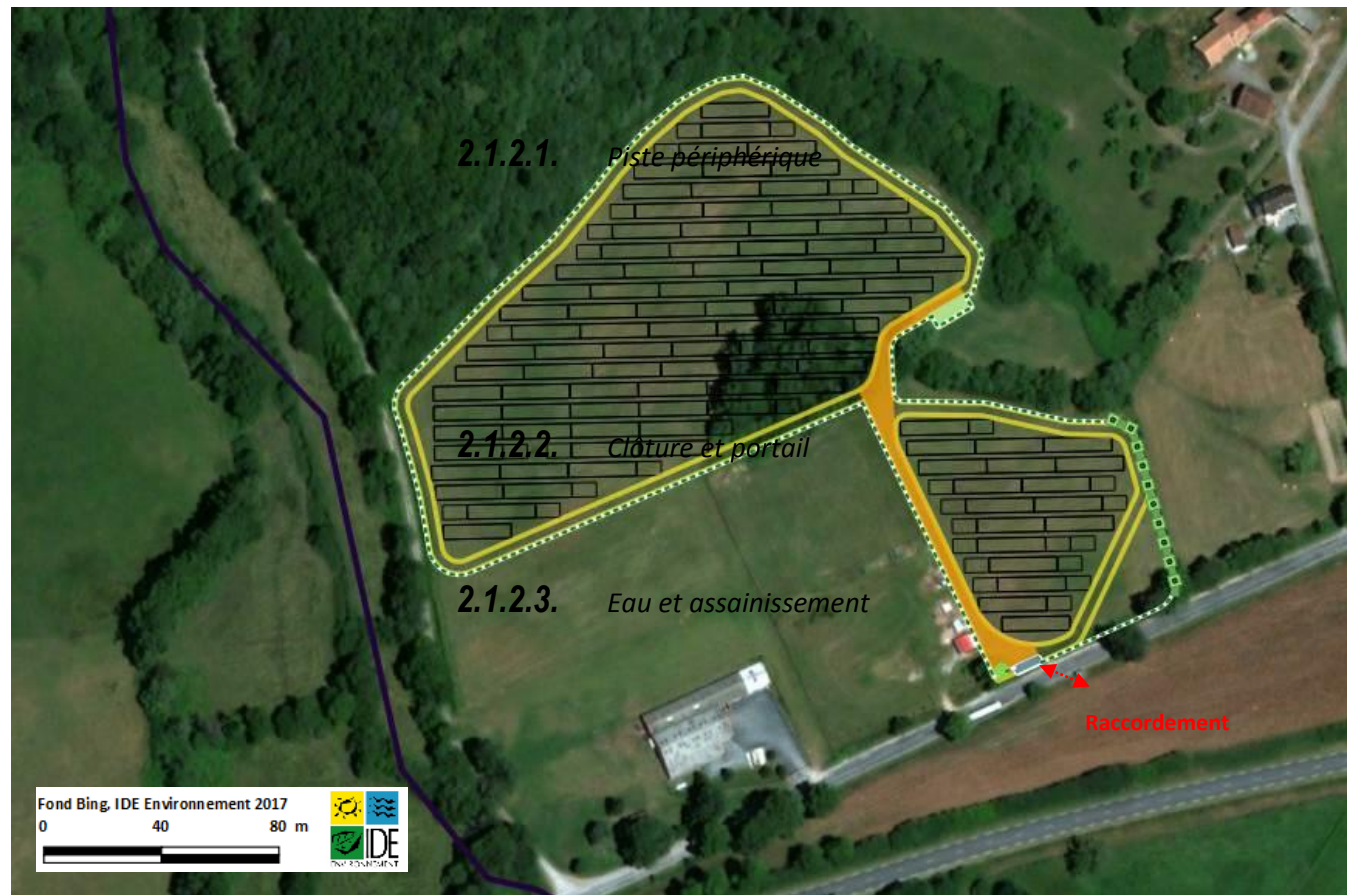 2.1.2.1. Piste périphérique
2.1.2.2. Clôture et portail
2.1.2.3. Eau et assainissement
Raccordement
Fond Bing, IDE Environnement 2017
0 40 80 m
IDE
ENVIRONNEMENT